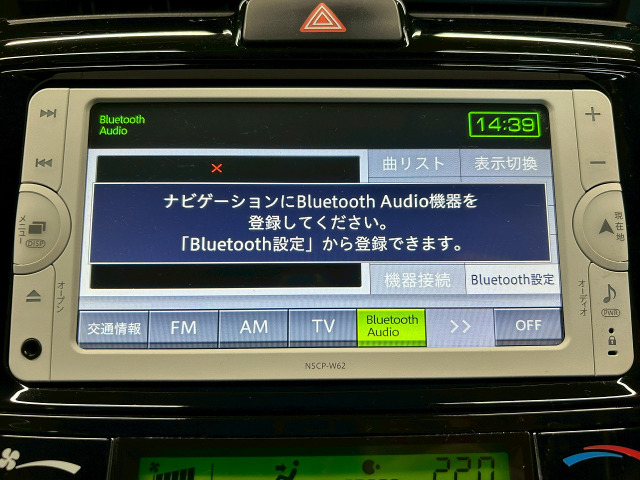 Bluetooth
Audio
14:39
曲リスト
表示切換
ナビゲーションにBluetooth Audio機器を
登録してください。
「Bluetooth設定」から登録できます。
機器接続
Bluetooth設定
交通情報
FM
AM
TV
Bluetooth
Audio
>>
OFF
メニュー
DISP
オープン
現在地
オーディオ
PWR
NSCP-W62
220